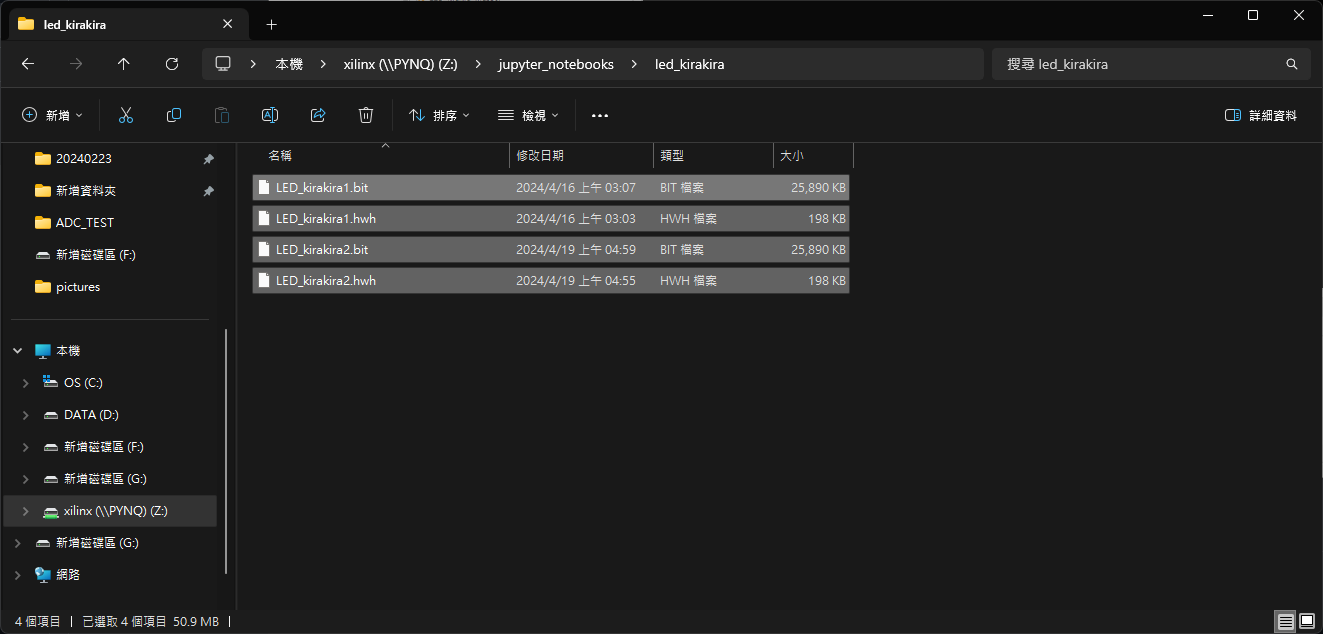 led_kirakira
本機 xilinx (\\PYNQ) (Z:) jupyter_notebooks led_kirakira 搜尋 led_kirakira
新增 排序 檢視 詳細資料
20240223
新增資料夾
ADC_TEST
新增磁碟區 (F:)
pictures
本機
OS (C:)
DATA (D:)
新增磁碟區 (F:)
新增磁碟區 (G:)
xilinx (\\PYNQ) (Z:)
新增磁碟區 (G:)
網路
名稱 修改日期 類型 大小
LED_kirakira1.bit 2024/4/16 上午 03:07 BIT 檔案 25,890 KB
LED_kirakira1.hwh 2024/4/16 上午 03:03 HWH 檔案 198 KB
LED_kirakira2.bit 2024/4/19 上午 04:59 BIT 檔案 25,890 KB
LED_kirakira2.hwh 2024/4/19 上午 04:55 HWH 檔案 198 KB
4 個項目 已選取 4 個項目 50.9 MB